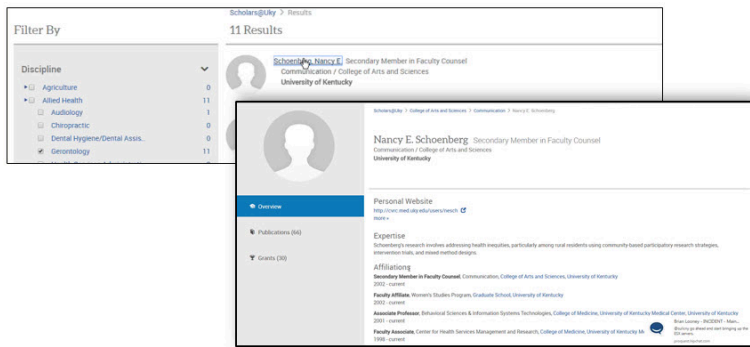 Scholars@Uky > Results
Filter By
11 Results
Discipline
Agriculture 0
Allied Health 11
Audiology 1
Chiropractic 0
Dental Hygiene/Dental Assis... 0
Gerontology 11
Schoenberg, Nancy E. Secondary Member in Faculty Counsel
Communication / College of Arts and Sciences
University of Kentucky
Scholars@Uky > College of Arts and Sciences > Communication > Nancy E. Schoenberg
Nancy E. Schoenberg Secondary Member in Faculty Counsel
Communication / College of Arts and Sciences
University of Kentucky
Overview
Publications (66)
Grants (30)
Personal Website
http://civc.med.uky.edu/users/nesch
more »
Expertise
Schoenberg's research involves addressing health inequities, particularly among rural residents using community-based participatory research strategies,
intervention trials, and mixed method designs.
Affiliations
Secondary Member in Faculty Counsel, Communication, College of Arts and Sciences, University of Kentucky
2002 - current
Faculty Affiliate, Women's Studies Program, Graduate School, University of Kentucky
2002 - current
Associate Professor, Behavioral Sciences & Information Systems Technologies, College of Medicine, University of Kentucky Medical Center, University of Kentucky
2001 - current
Faculty Associate, Center for Health Services Management and Research, College of Medicine, University of Kentucky Me
1998 - current
Brian Looney - INCIDENT - Main...